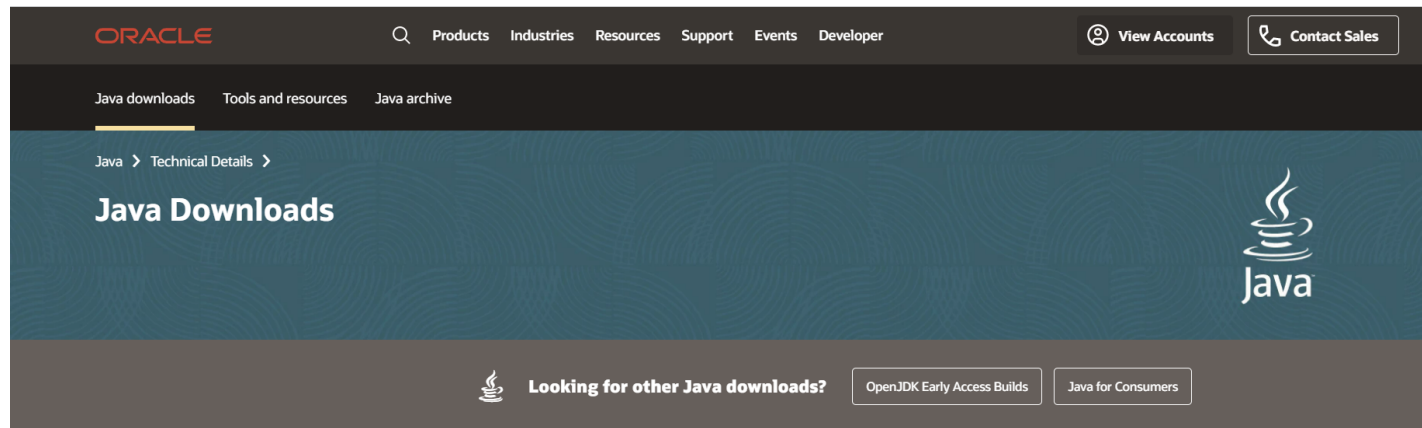 ORACLE
Products Industries Resources Support Events Developer
View Accounts
Contact Sales
Java downloads Tools and resources Java archive
Java > Technical Details >
Java Downloads
Java
Looking for other Java downloads?
OpenJDK Early Access Builds
Java for Consumers